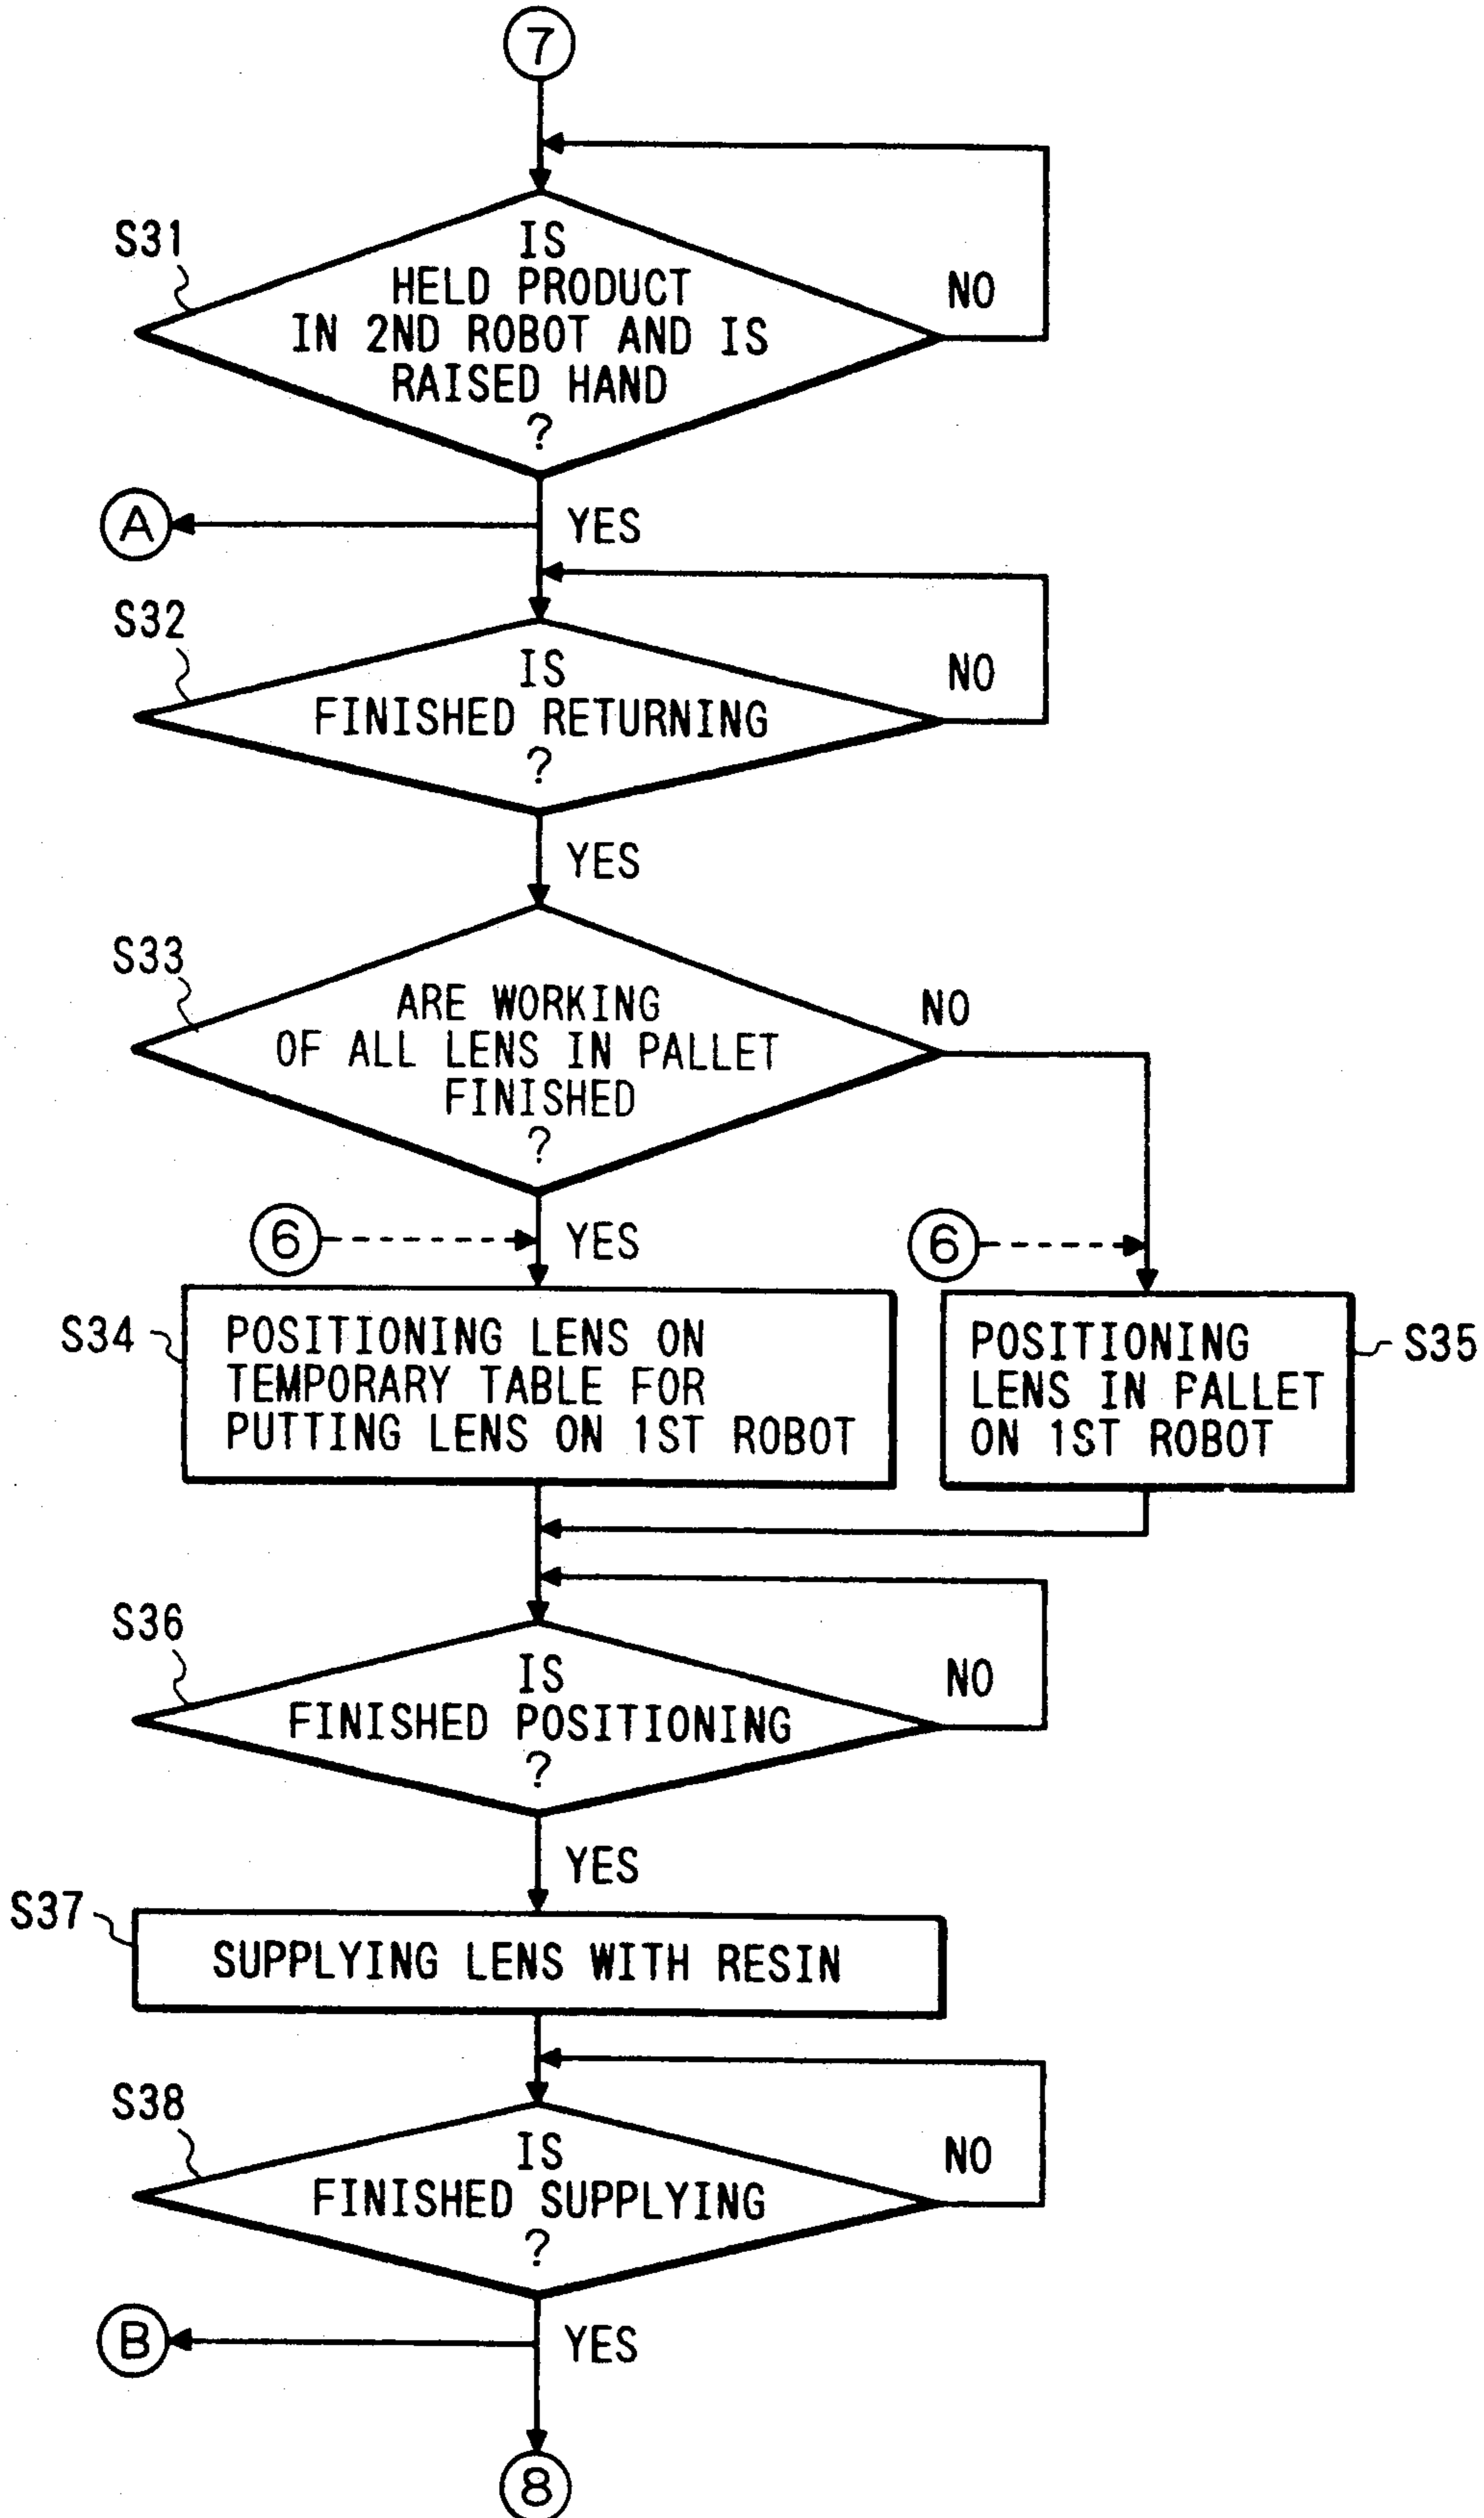 7
S31
IS
HELD PRODUCT
IN 2ND ROBOT AND IS
RAISED HAND
?
NO
A
YES
S32
IS
FINISHED RETURNING
?
NO
YES
S33
ARE WORKING
OF ALL LENS IN PALLET
FINISHED
?
NO
6
YES
6
S34
POSITIONING LENS ON
TEMPORARY TABLE FOR
PUTTING LENS ON 1ST ROBOT
POSITIONING
LENS IN PALLET
ON 1ST ROBOT
S35
S36
IS
FINISHED POSITIONING
?
NO
YES
S37
SUPPLYING LENS WITH RESIN
S38
IS
FINISHED SUPPLYING
?
NO
B
YES
8